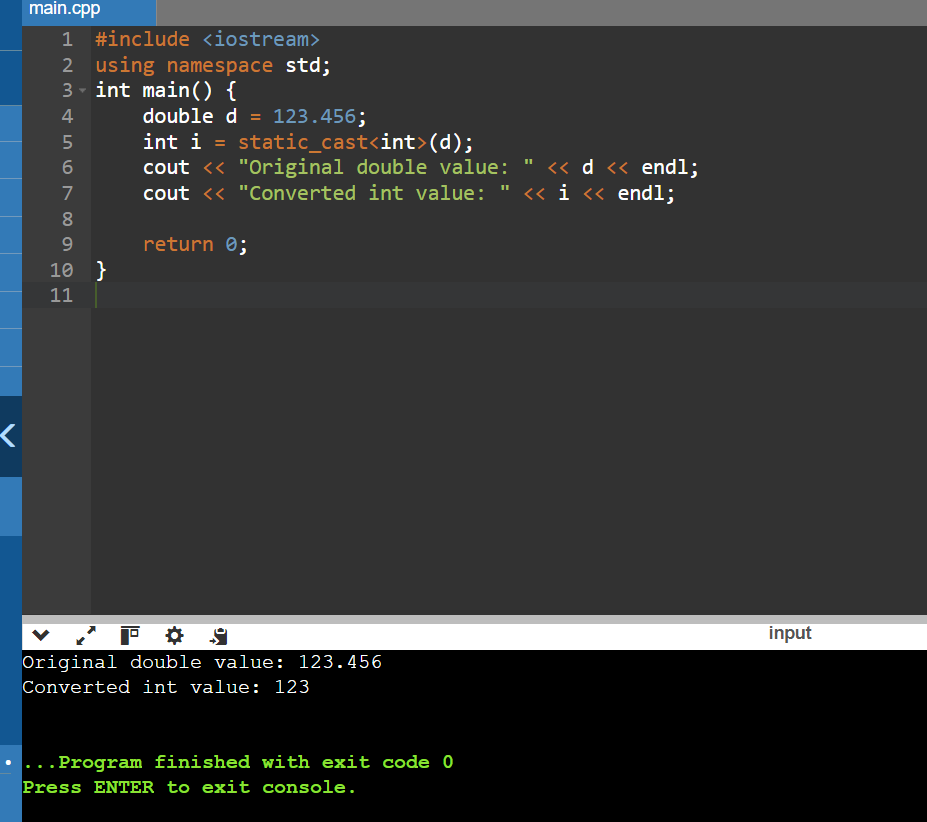 main.cpp
1 #include <iostream>
2 using namespace std;
3 int main() {
4     double d = 123.456;
5     int i = static_cast<int>(d);
6     cout << "Original double value: " << d << endl;
7     cout << "Converted int value: " << i << endl;
8
9     return 0;
10 }
11
input
Original double value: 123.456
Converted int value: 123
...Program finished with exit code 0
Press ENTER to exit console.